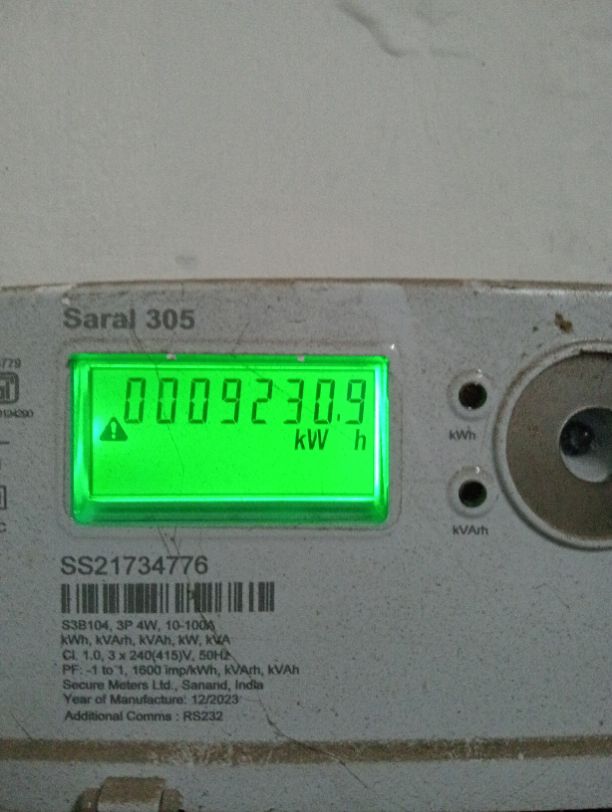 Saral 305
0009230.9
kW h
kWh
kVArh
SS21734776
S3B104, 3P 4W, 10-100A
kWh, kVArh, kVAh, kW, kVA
Cl. 1.0, 3 x 240(415)V, 50Hz
PF: -1 to 1, 1600 imp/kWh, kVArh, kVAh
Secure Meters Ltd., Sanand, India
Year of Manufacture: 12/2023
Additional Comms : RS232